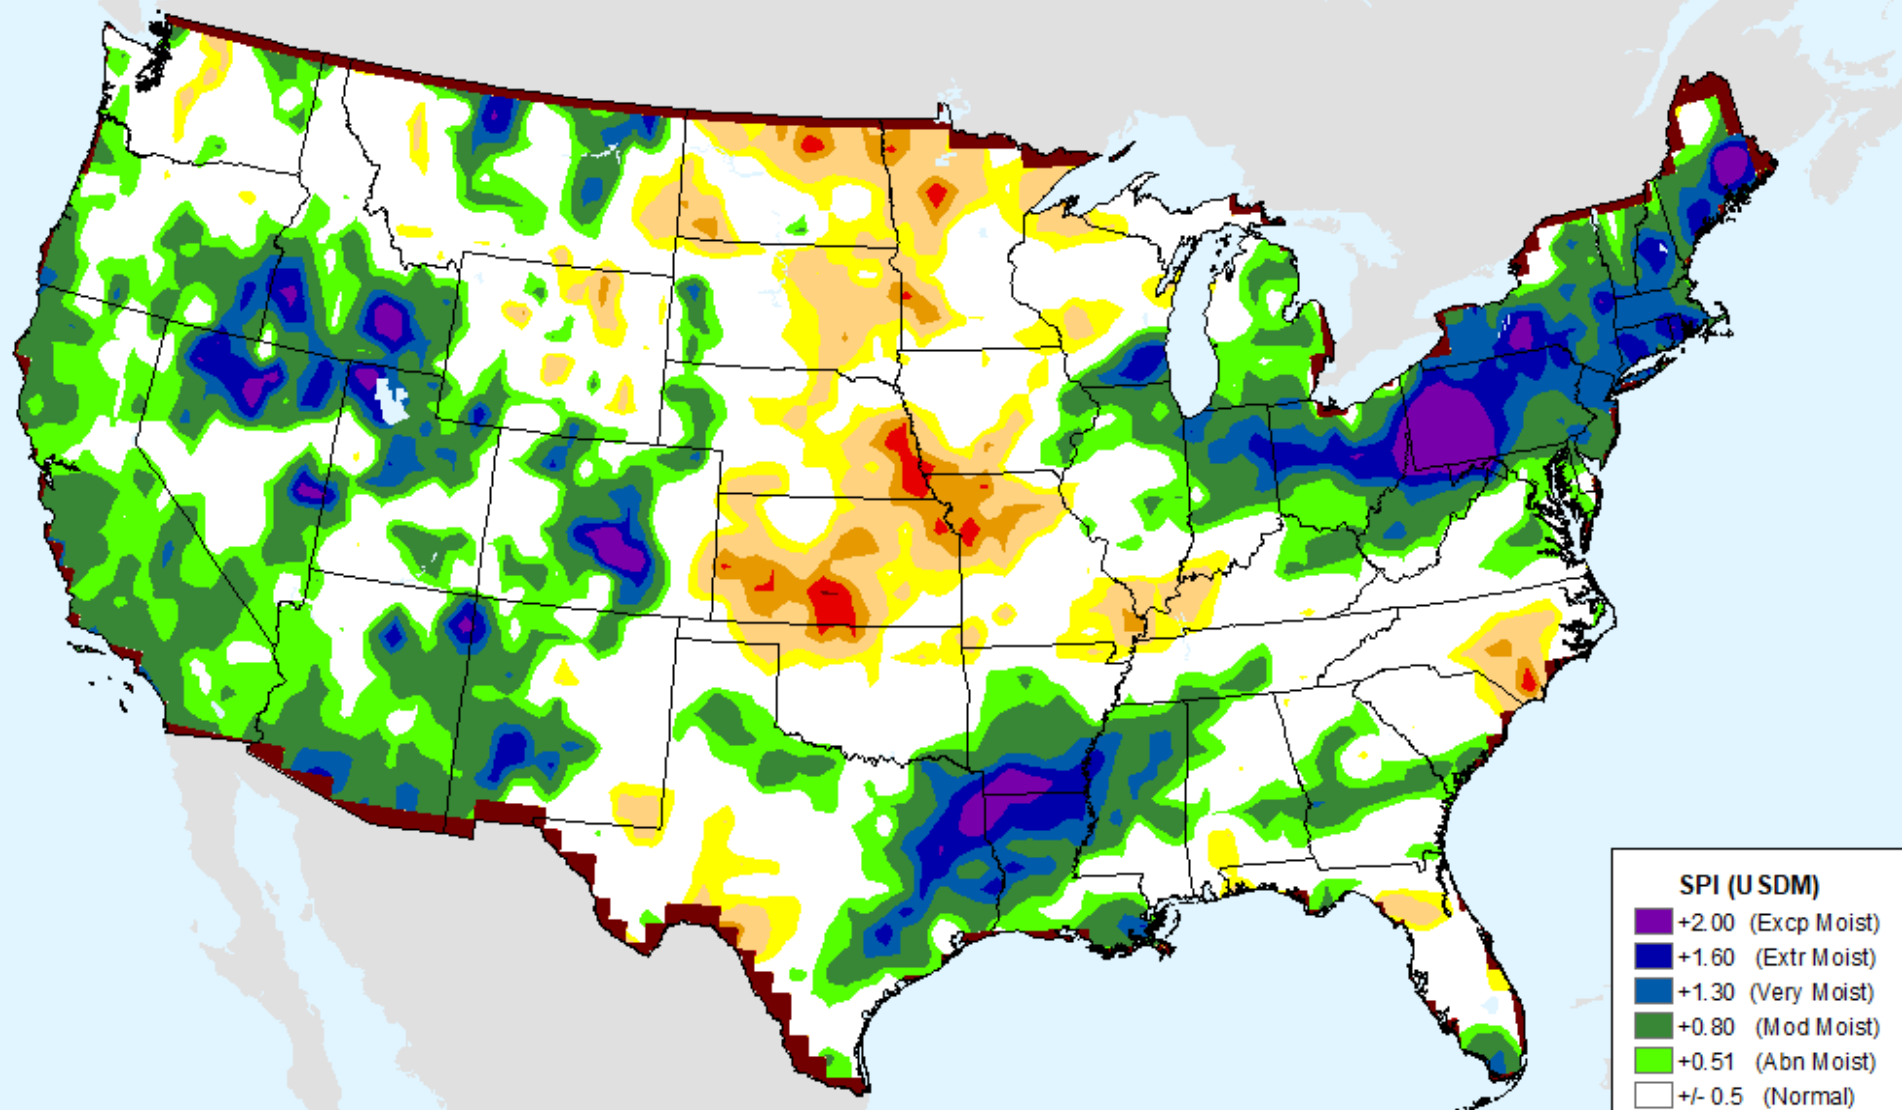 SPI (USDM)
+2.00 (Excp Moist)
+1.60 (Extr Moist)
+1.30 (Very Moist)
+0.80 (Mod Moist)
+0.51 (Abn Moist)
+/- 0.5 (Normal)